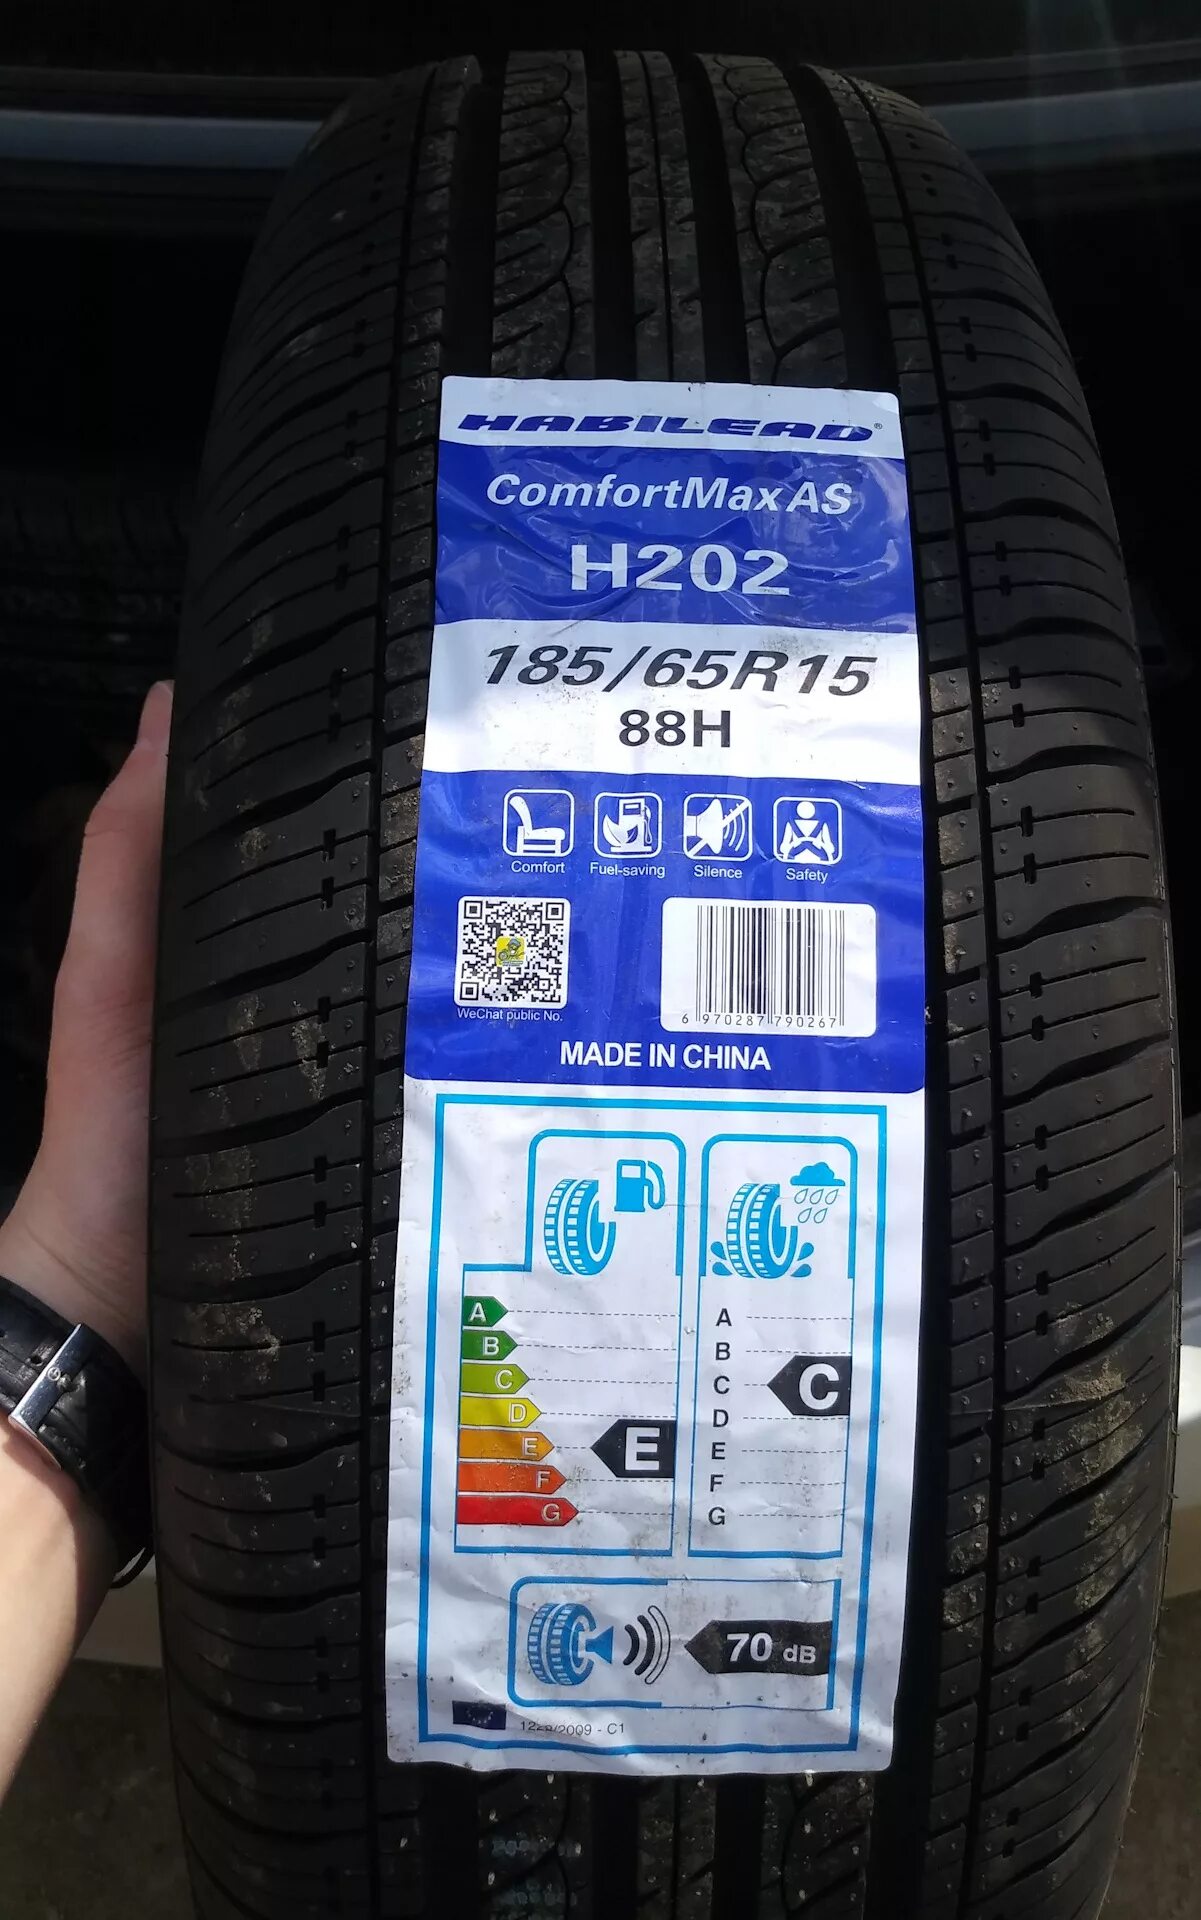 HABILEAD®
ComfortMax AS
H202
185/65R15
88H
Comfort Fuel-saving Silence Safety
WeChat public No.
6 970287 790267
MADE IN CHINA
A A
B B
C C C
D D
E E E
F F
G G
70 dB
/2009 - C1